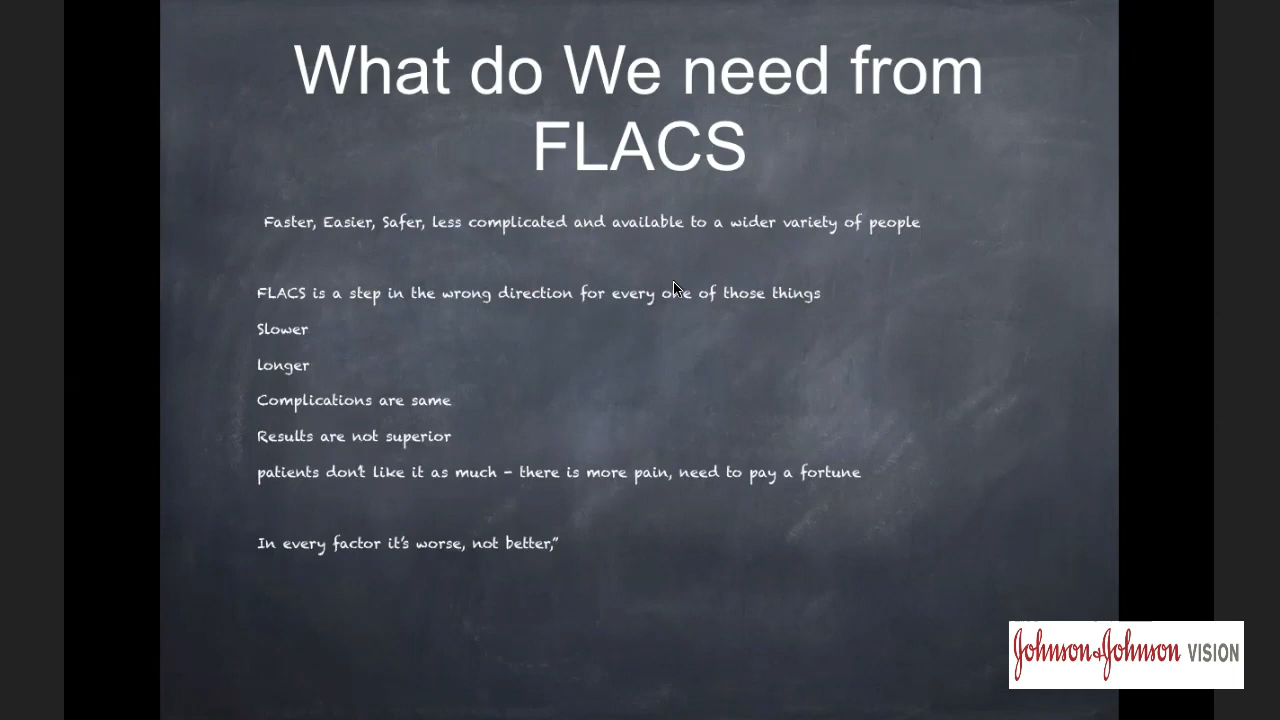 What do We need from
FLACS
Faster, Easier, Safer, less complicated and available to a wider variety of people
FLACS is a step in the wrong direction for every one of those things
Slower
longer
Complications are same
Results are not superior
patients don't like it as much - there is more pain, need to pay a fortune
In every factor it's worse, not better,”
Johnson&Johnson VISION